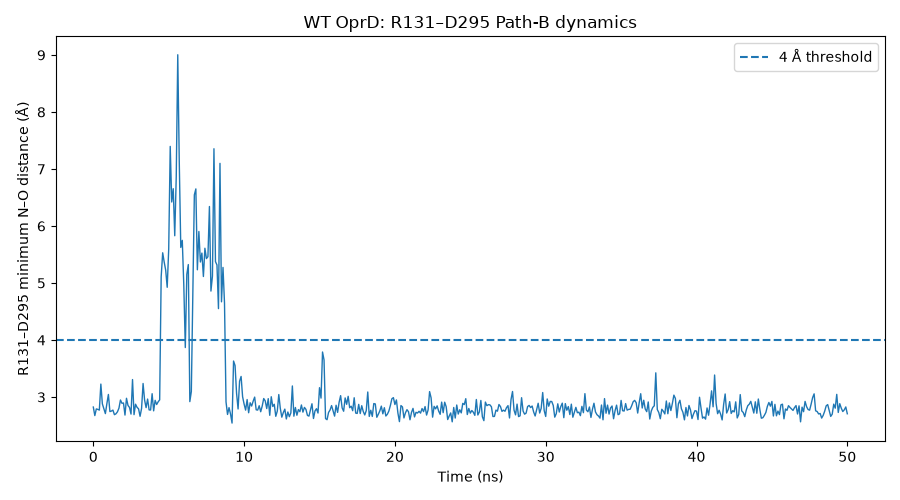 WT OprD: R131–D295 Path-B dynamics
4 Å threshold
R131–D295 minimum N–O distance (Å)
9
8
7
6
5
4
3
0 10 20 30 40 50
Time (ns)